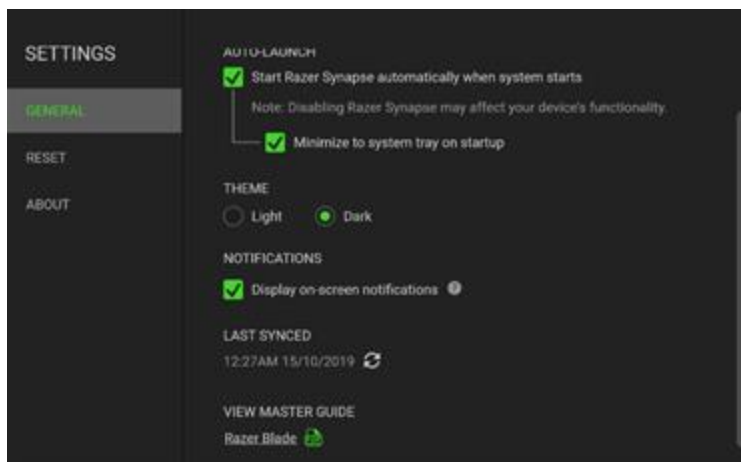 SETTINGS
GENERAL
RESET
ABOUT
AUTO-LAUNCH
Start Razer Synapse automatically when system starts
Note: Disabling Razer Synapse may affect your device's functionality.
Minimize to system tray on startup
THEME
Light
Dark
NOTIFICATIONS
Display on-screen notifications ?
LAST SYNCED
12:27AM 15/10/2019
VIEW MASTER GUIDE
Razer Blade